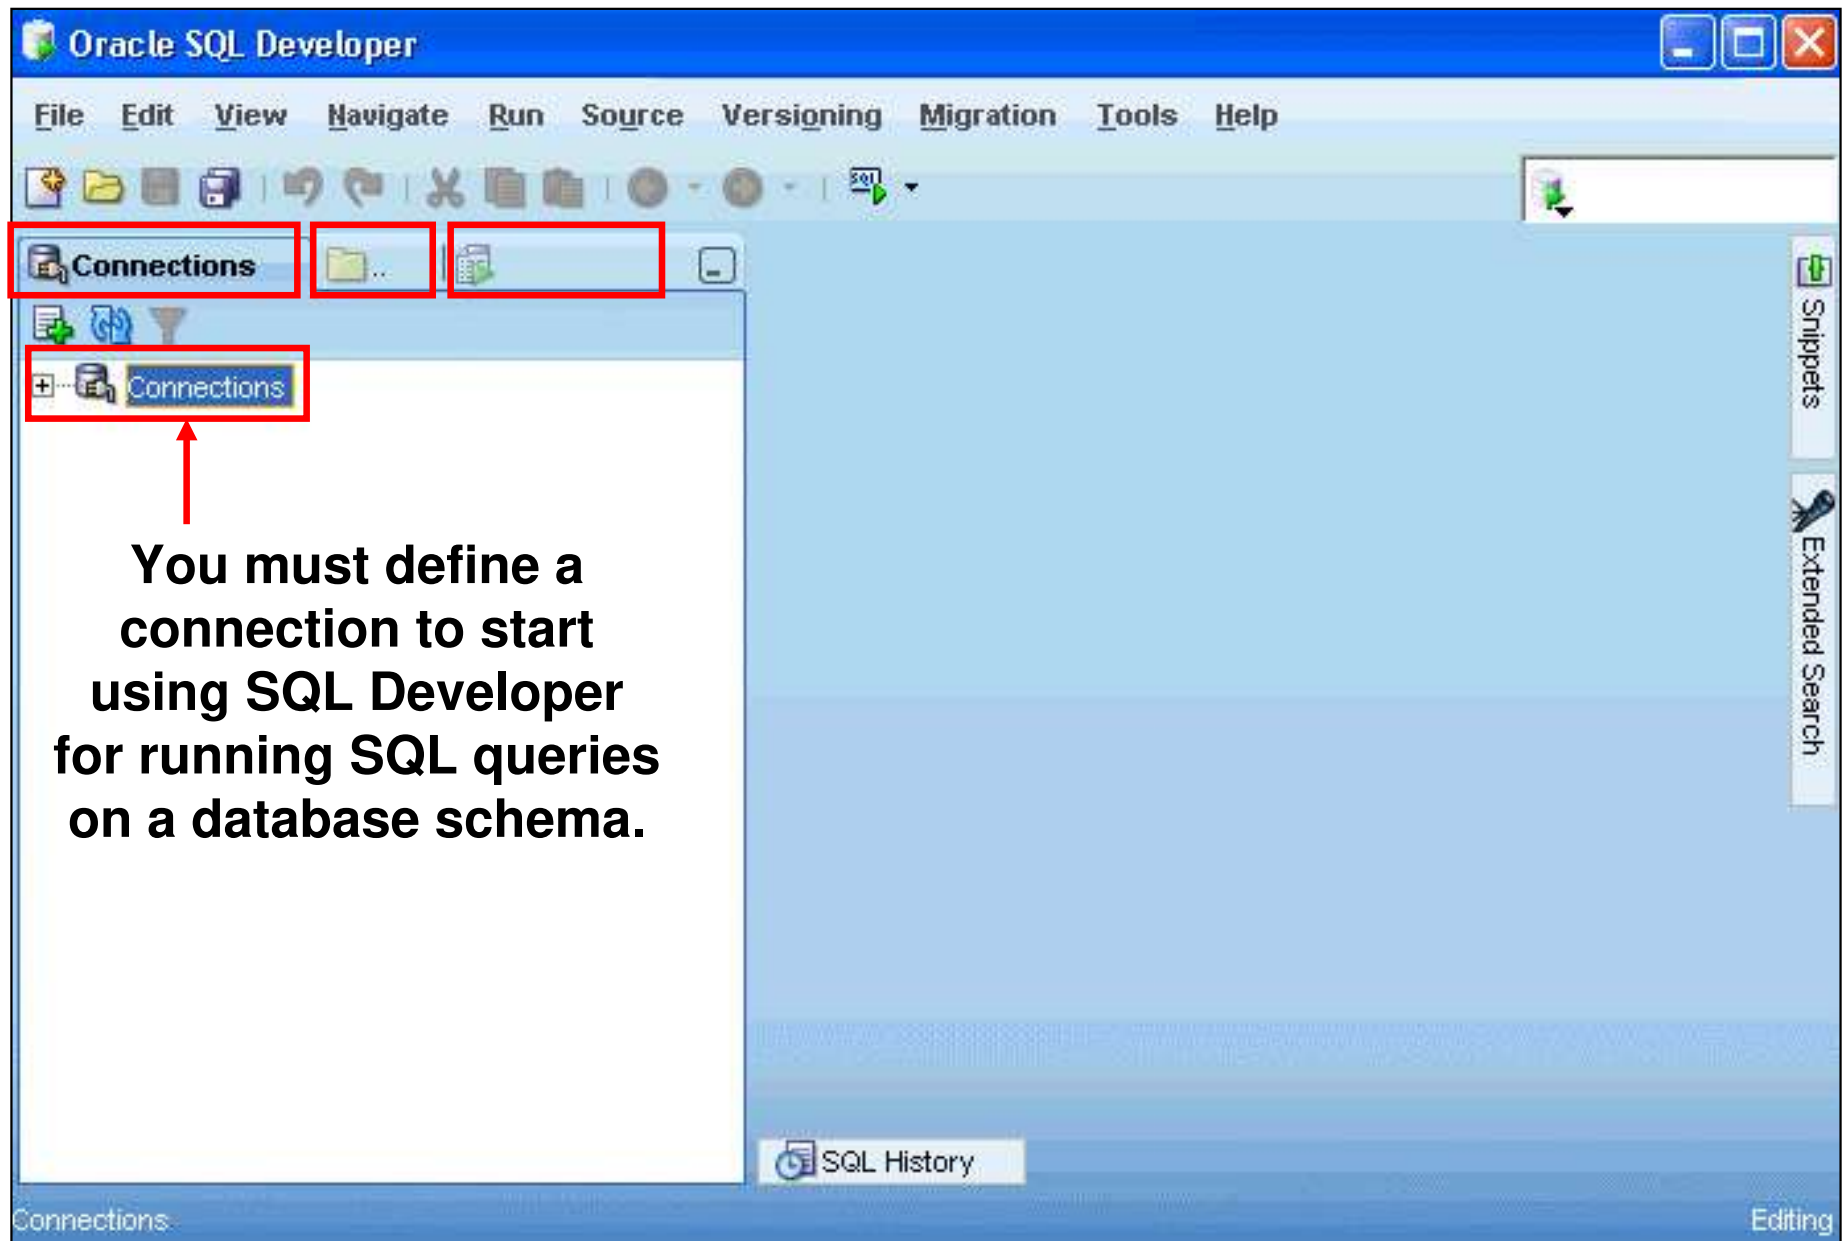 Oracle SQL Developer
File Edit View Navigate Run Source Versioning Migration Tools Help
SQL
Connections ..
Connections
You must define a
connection to start
using SQL Developer
for running SQL queries
on a database schema.
Snippets
Extended Search
SQL History
Connections
Editing